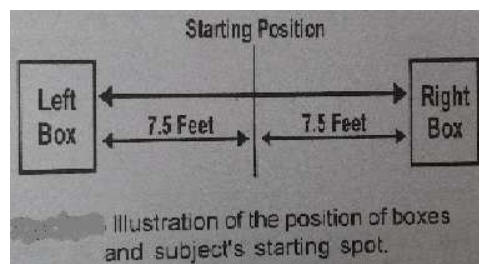 Starting Position
Left
Box
7.5 Feet
7.5 Feet
Right
Box
Illustration of the position of boxes
and subject's starting spot.